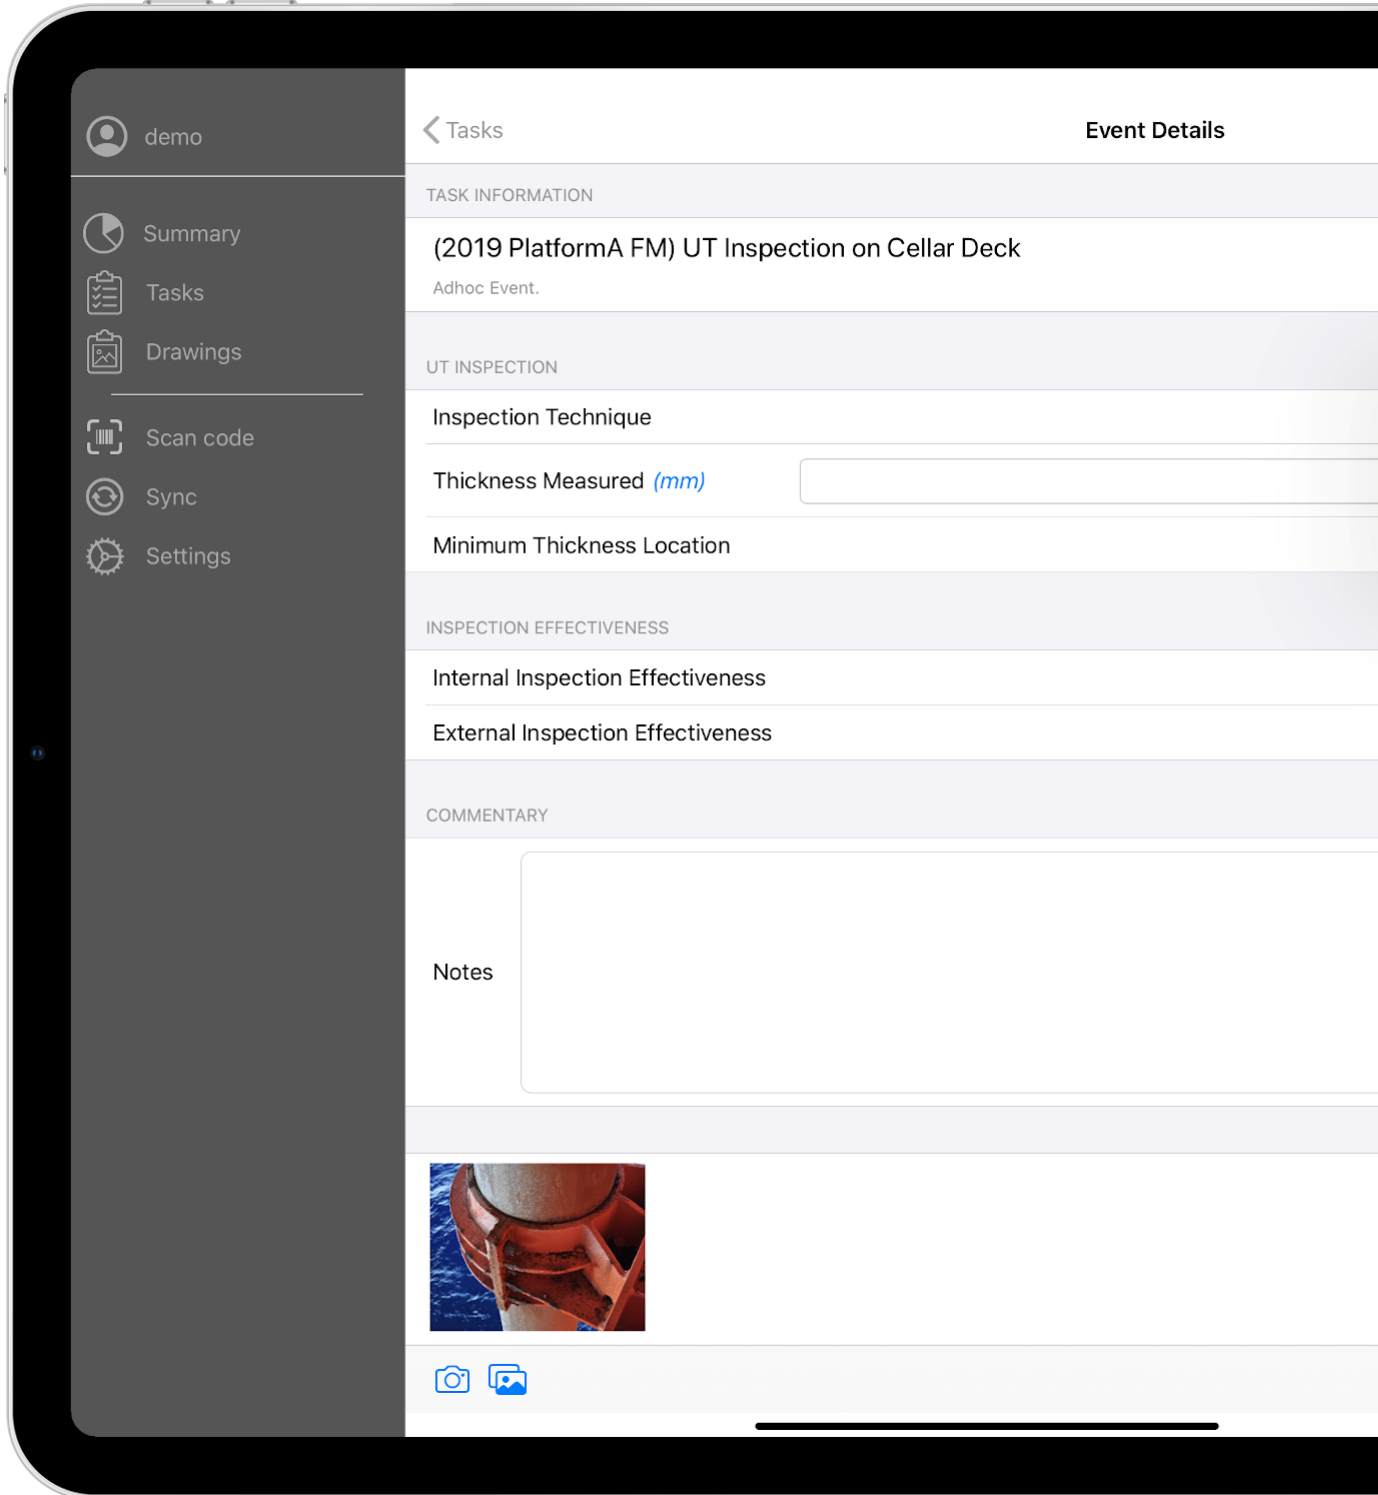 demo
Summary
Tasks
Drawings
Scan code
Sync
Settings
Tasks
Event Details
TASK INFORMATION
(2019 PlatformA FM) UT Inspection on Cellar Deck
Adhoc Event.
UT INSPECTION
Inspection Technique
Thickness Measured (mm)
Minimum Thickness Location
INSPECTION EFFECTIVENESS
Internal Inspection Effectiveness
External Inspection Effectiveness
COMMENTARY
Notes